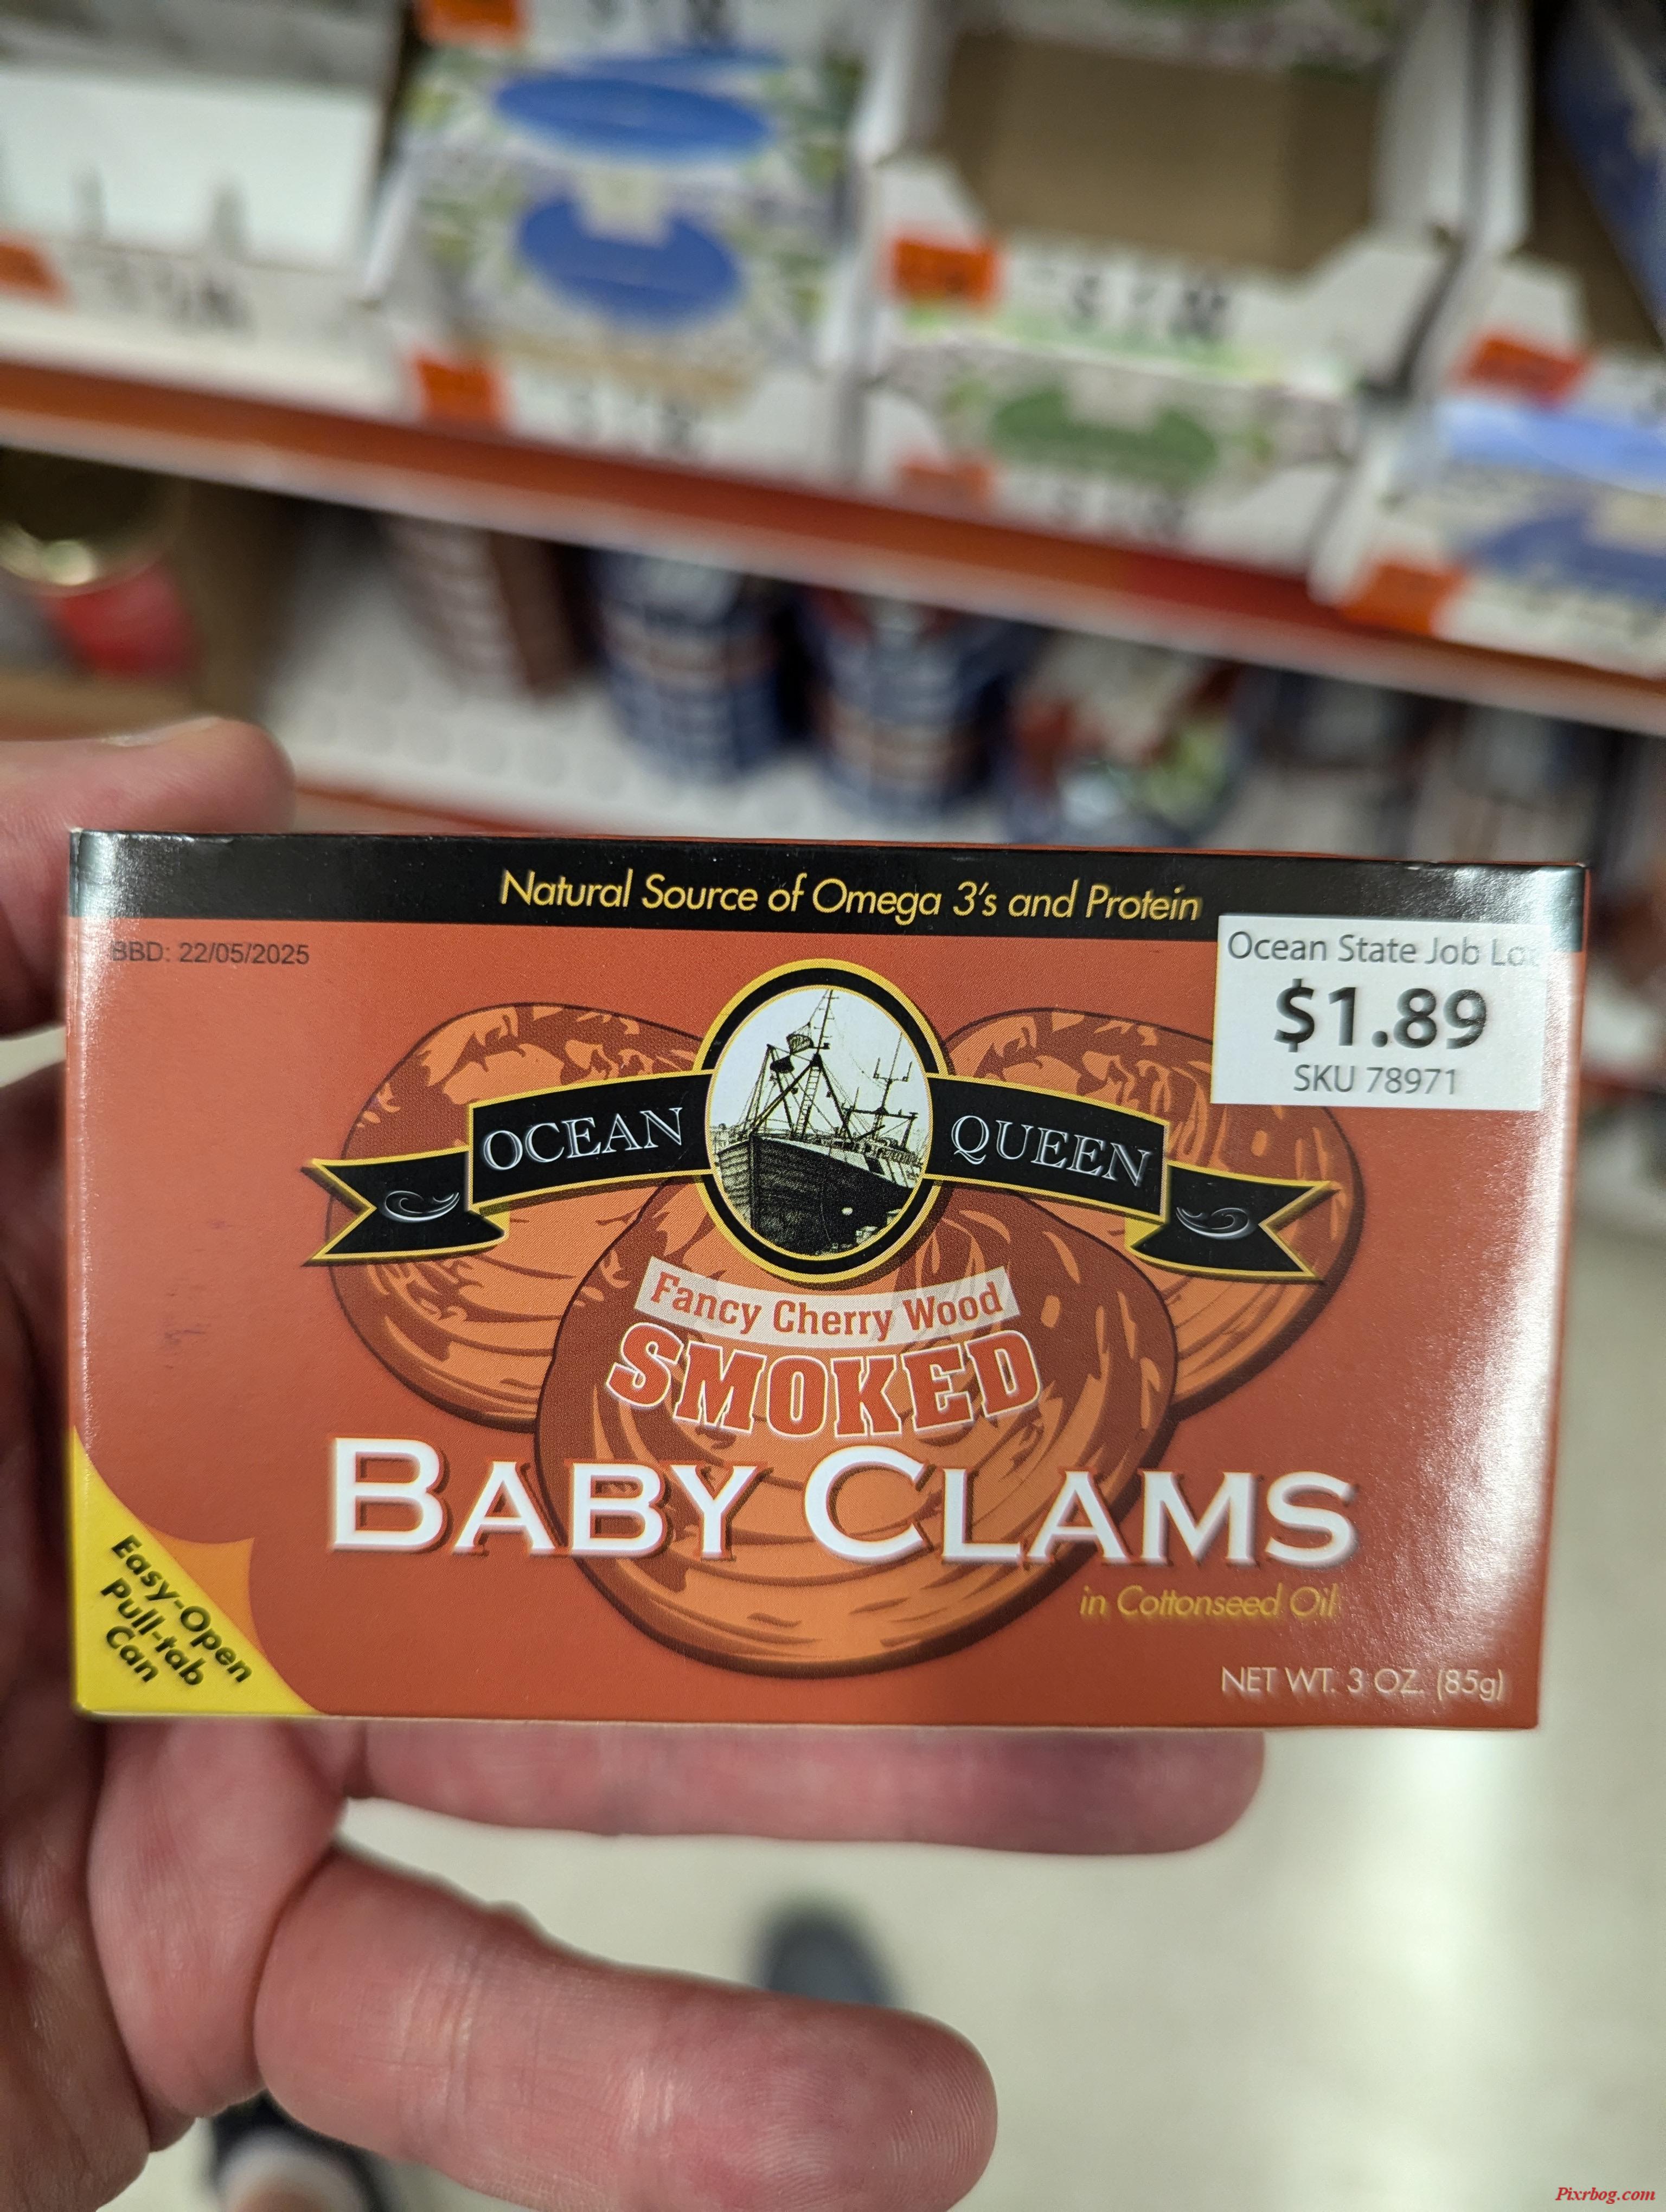 Natural Source of Omega 3's and Protein
BBD: 22/05/2025
Ocean State Job Lot
$1.89
SKU 78971
OCEAN QUEEN
Fancy Cherry Wood
SMOKED
BABY CLAMS
in Cottonseed Oil
Easy-Open
Pull-tab
Can
NET WT. 3 OZ. (85g)
Pixrbog.com